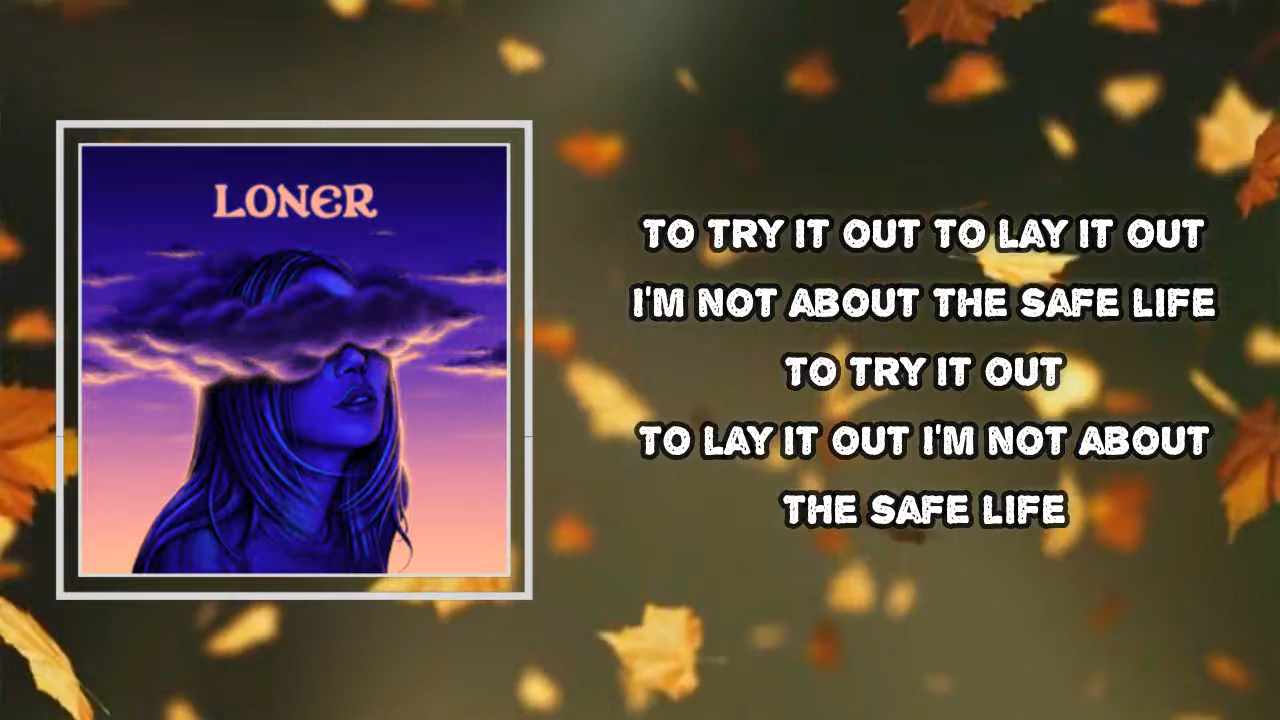 LONER
TO TRY IT OUT TO LAY IT OUT
I'M NOT ABOUT THE SAFE LIFE
TO TRY IT OUT
TO LAY IT OUT I'M NOT ABOUT
THE SAFE LIFE